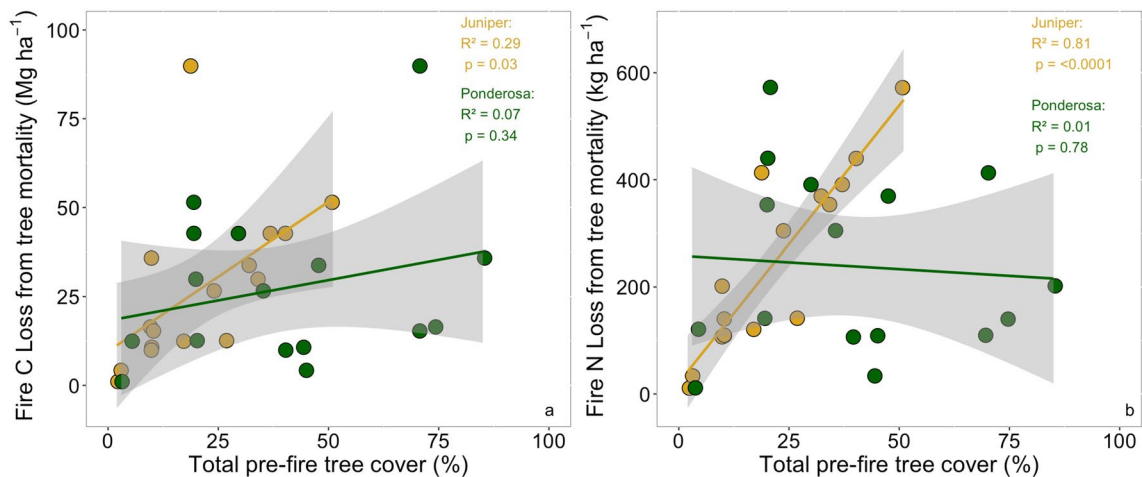 Fire C Loss from tree mortality (Mg ha⁻¹)
100
75
50
25
0
Juniper:
R² = 0.29
p = 0.03
Ponderosa:
R² = 0.07
p = 0.34
a
0 25 50 75 100
Total pre-fire tree cover (%)
Fire N Loss from tree mortality (kg ha⁻¹)
600
400
200
0
Juniper:
R² = 0.81
p = <0.0001
Ponderosa:
R² = 0.01
p = 0.78
b
0 25 50 75 100
Total pre-fire tree cover (%)